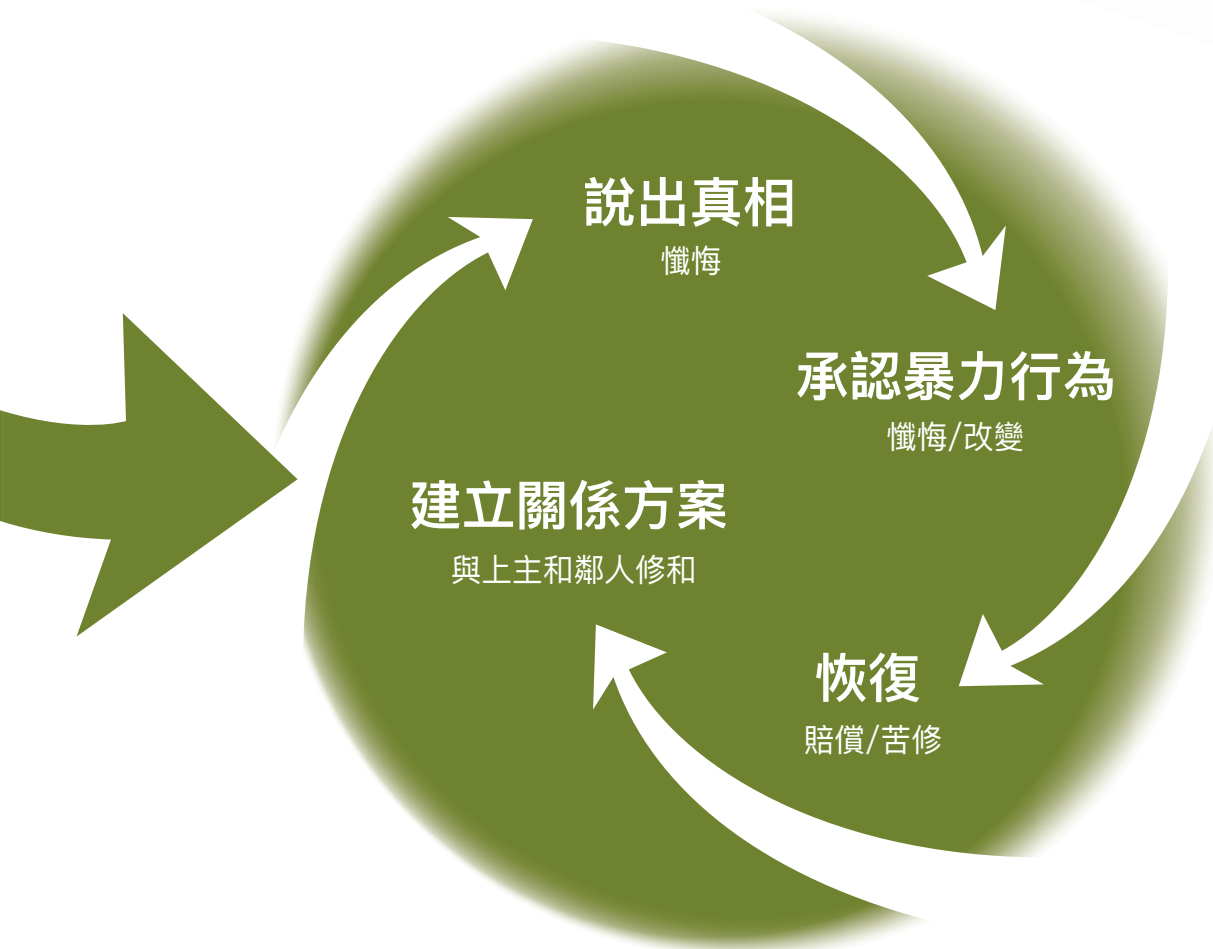 說出真相
懺悔
承認暴力行為
懺悔/改變
恢復
賠償/苦修
建立關係方案
與上主和鄰人修和